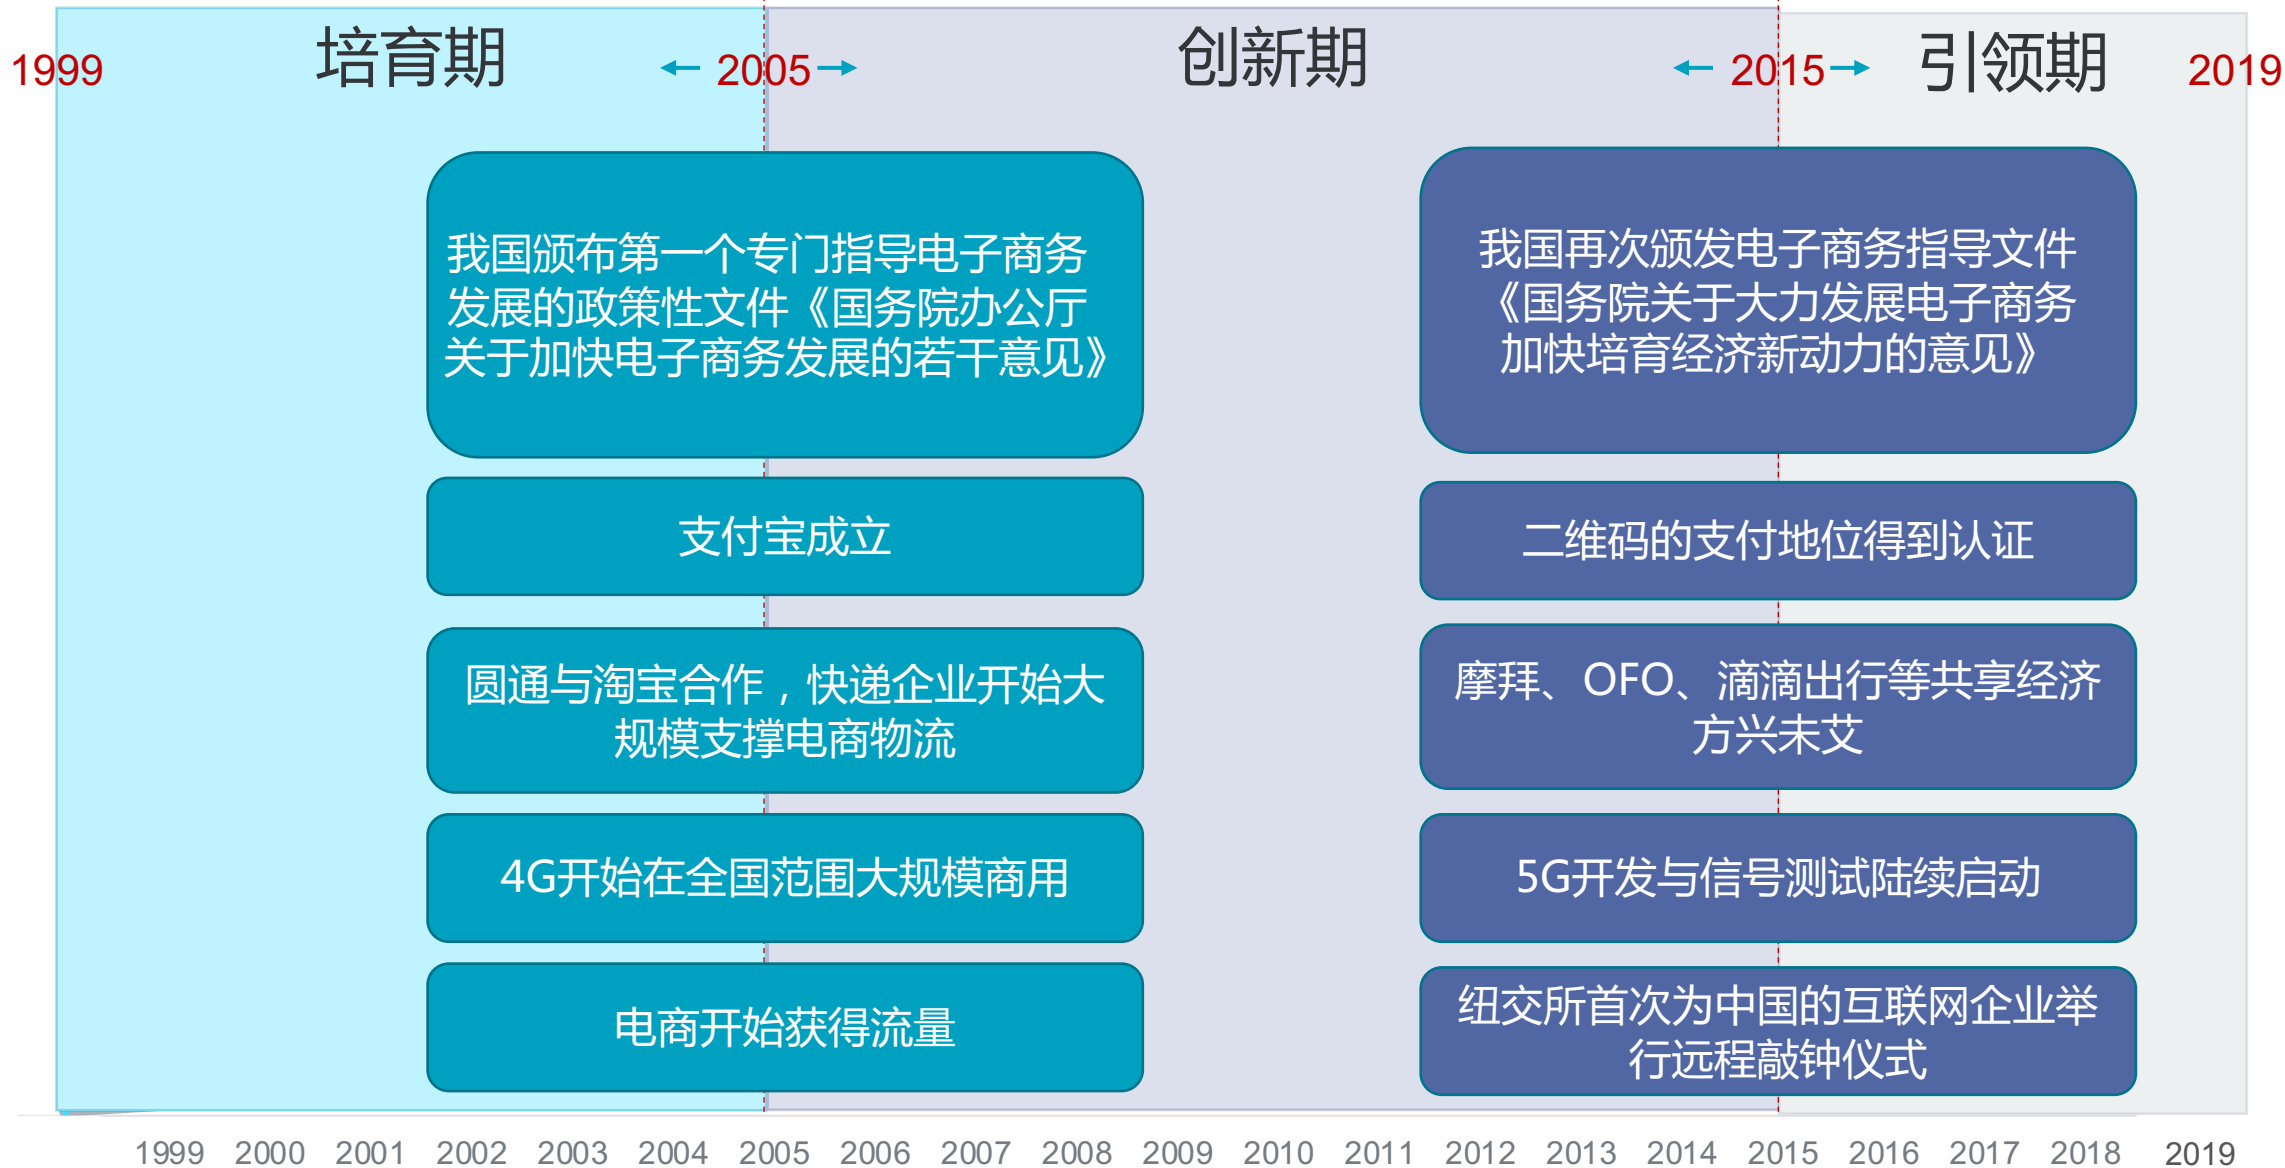 1999
培育期
2005
创新期
2015
引领期
2019
我国颁布第一个专门指导电子商务
发展的政策性文件《国务院办公厅
关于加快电子商务发展的若干意见》
支付宝成立
圆通与淘宝合作，快递企业开始大
规模支撑电商物流
4G开始在全国范围大规模商用
电商开始获得流量
我国再次颁发电子商务指导文件
《国务院关于大力发展电子商务
加快培育经济新动力的意见》
二维码的支付地位得到认证
摩拜、OFO、滴滴出行等共享经济
方兴未艾
5G开发与信号测试陆续启动
纽交所首次为中国的互联网企业举
行远程敲钟仪式
1999 2000 2001 2002 2003 2004 2005 2006 2007 2008 2009 2010 2011 2012 2013 2014 2015 2016 2017 2018 2019